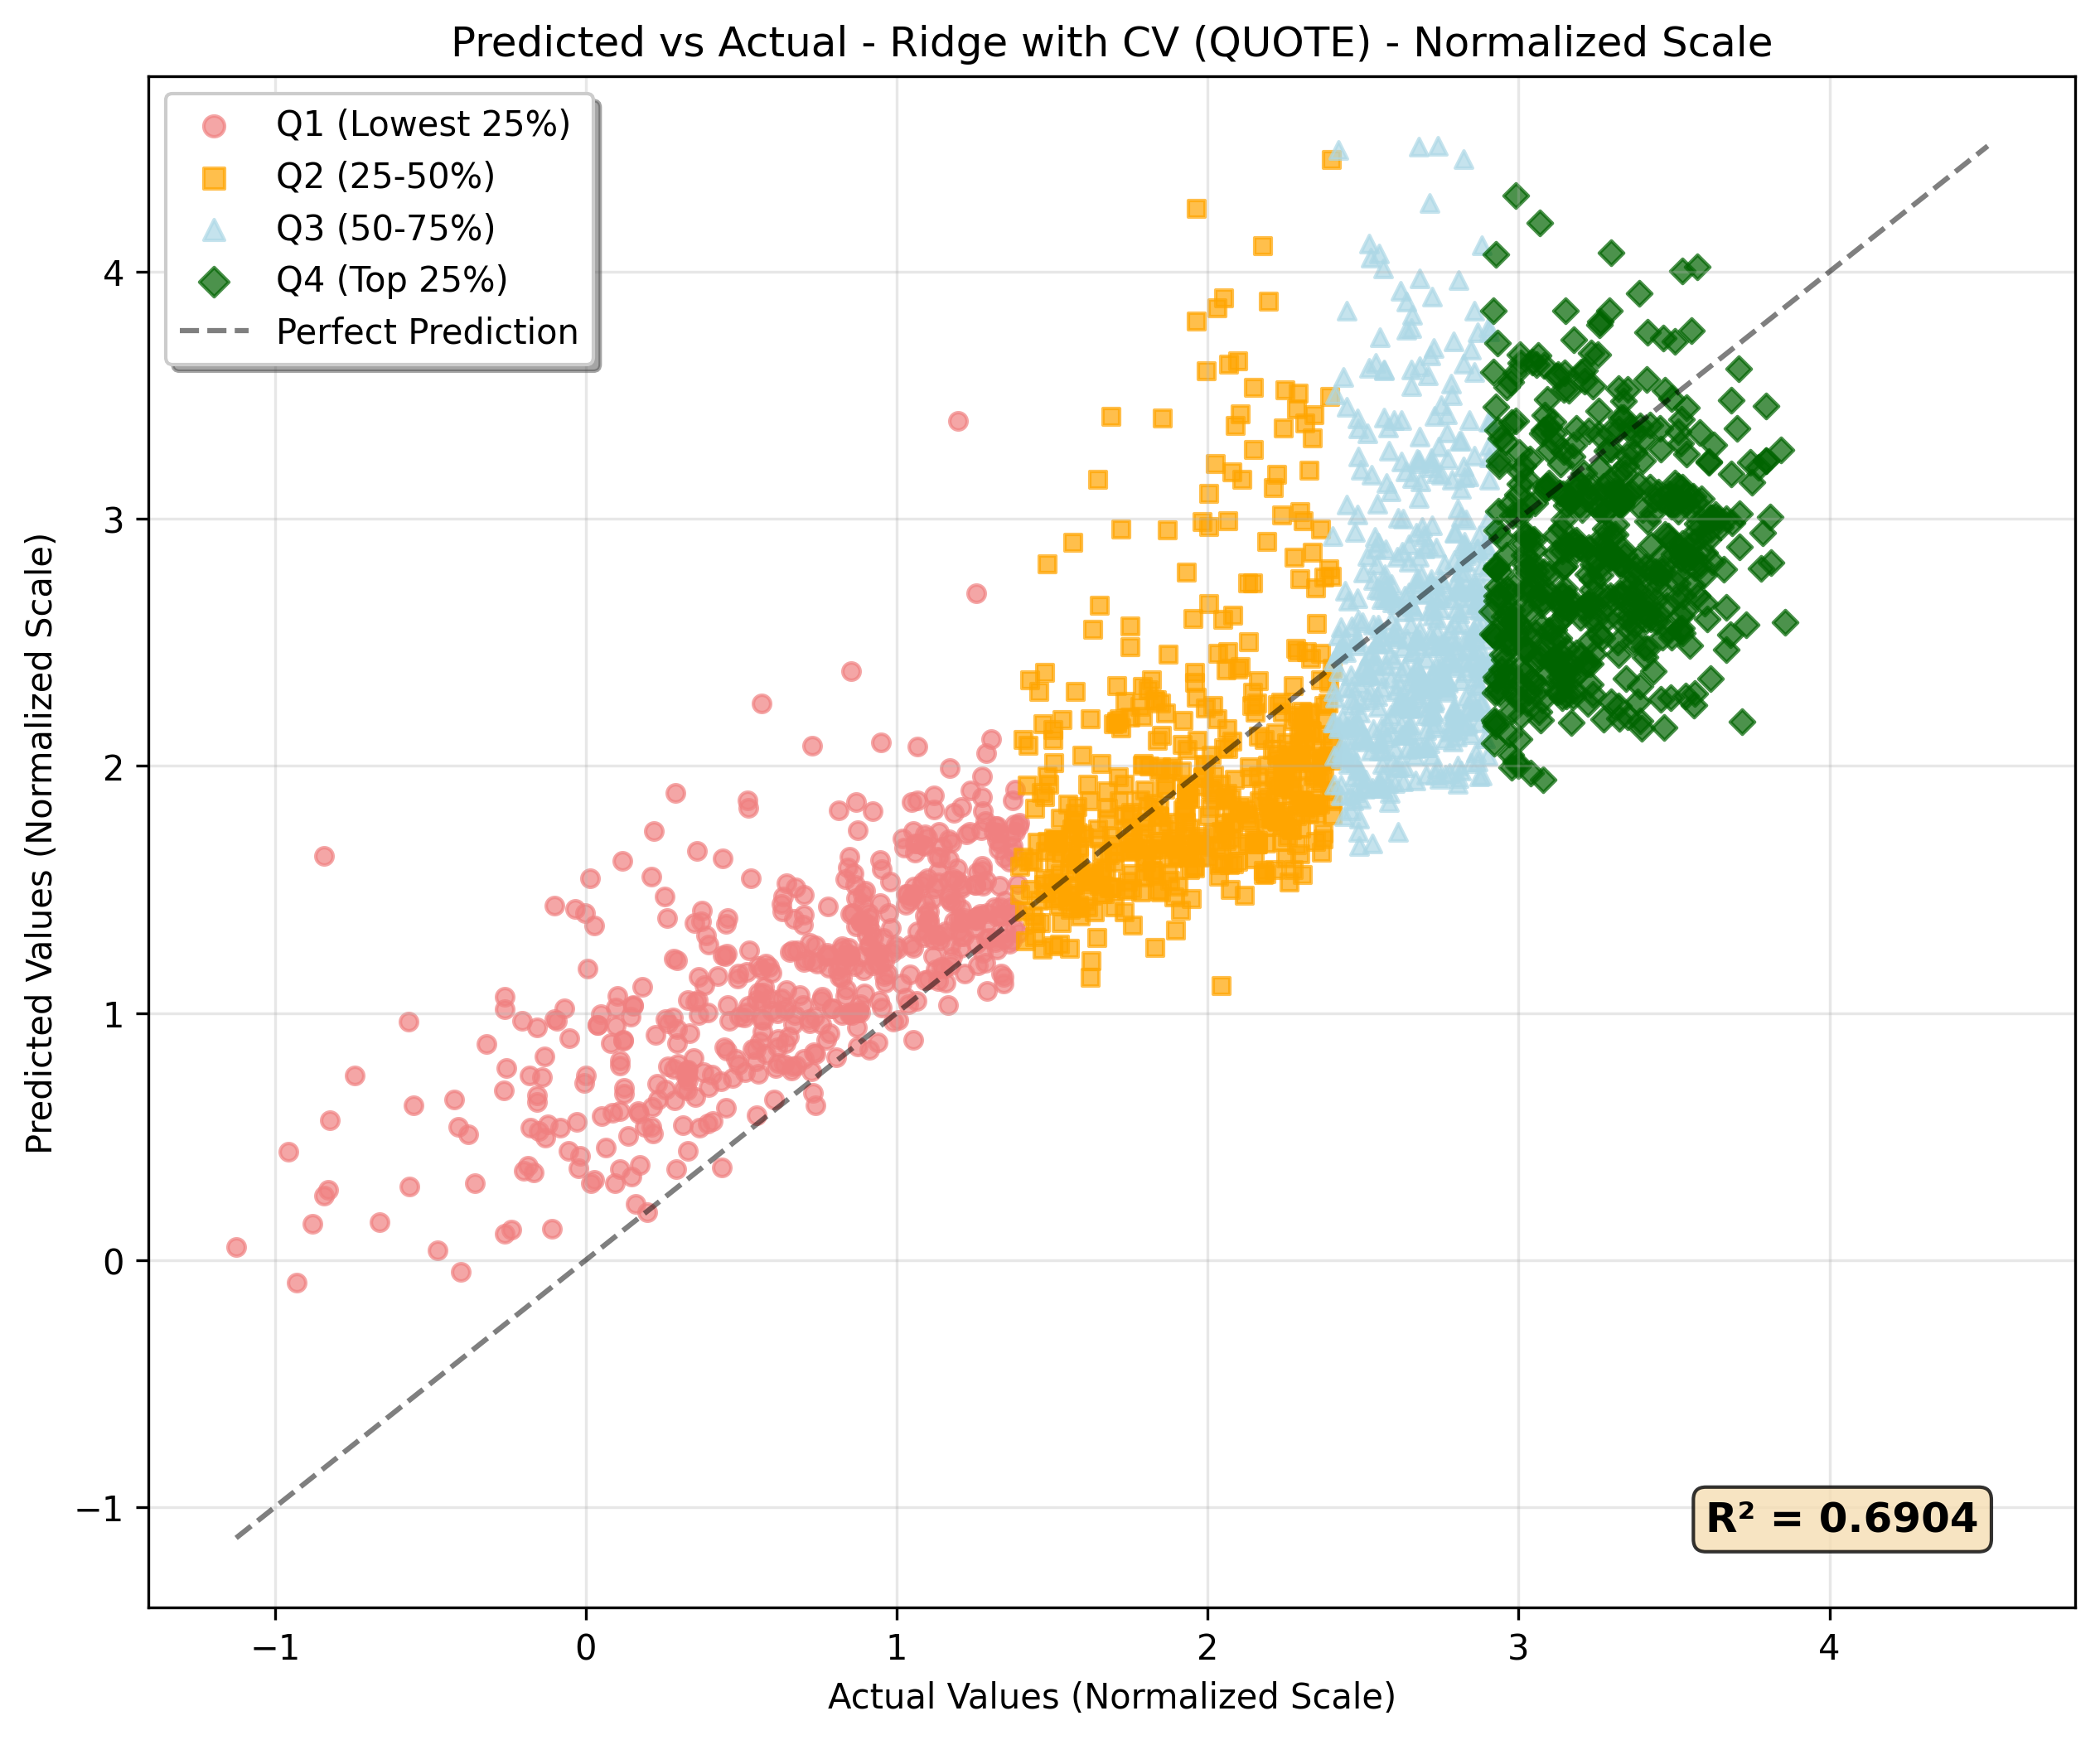 Predicted vs Actual - Ridge with CV (QUOTE) - Normalized Scale
Q1 (Lowest 25%)
Q2 (25-50%)
Q3 (50-75%)
Q4 (Top 25%)
Perfect Prediction
Predicted Values (Normalized Scale)
4
3
2
1
0
−1
R² = 0.6904
−1 0 1 2 3 4
Actual Values (Normalized Scale)